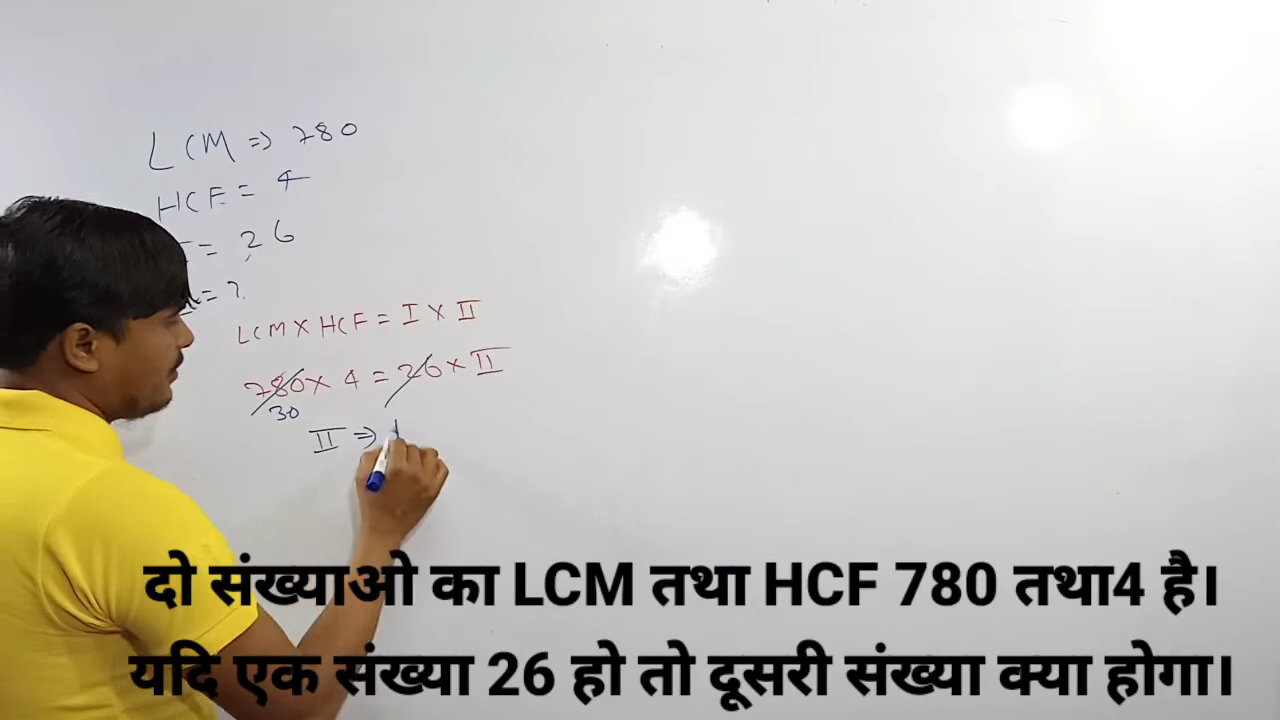 LCM => 780
HCF = 4
= 26
= ?
LCM X HCF = I X II
780 X 4 = 26 X II
30
II =>
दो संख्याओ का LCM तथा HCF 780 तथा4 है।
यदि एक संख्या 26 हो तो दूसरी संख्या क्या होगा।